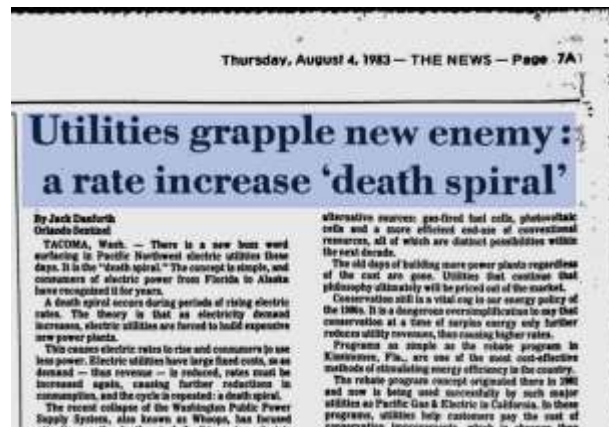 Thursday, August 4, 1983 — THE NEWS — Page 7A
Utilities grapple new enemy:
a rate increase ‘death spiral’
By Jack Danforth
Orlando Sentinel
TACOMA, Wash. — There is a new buzz word
surfacing in Pacific Northwest electric utilities these
days. It is the "death spiral." The concept is simple, and
consumers of electric power from Florida to Alaska
have recognized it for years.
A death spiral occurs during periods of rising electric
rates. The theory is that as electricity demand
increases, electric utilities are forced to build expensive
new power plants.
This causes electric rates to rise and consumers to use
less power. Electric utilities have large fixed costs, so as
demand — thus revenue — is reduced, rates must be
increased again, causing further reductions in
consumption, and the cycle is repeated: a death spiral.
The recent collapse of the Washington Public Power
Supply System, also known as Whoops, has focused
alternative sources: gas-fired fuel cells, photovoltaic
cells and a more efficient end-use of conventional
resources, all of which are distinct possibilities within
the next decade.
The old days of building more power plants regardless
of the cost are gone. Utilities that continue that
philosophy ultimately will be priced out of the market.
Conservation still is a vital cog in our energy policy of
the 1980s. It is a dangerous oversimplification to say that
conservation at a time of surplus energy only further
reduces utility revenues, thus causing higher rates.
Programs as simple as the rebate program in
Kissimmee, Fla., are one of the most cost-effective
methods of stimulating energy efficiency in the country.
The rebate program concept originated there in 1981
and now is being used successfully by such major
utilities as Pacific Gas & Electric in California. In these
programs, utilities help customers pay the cost of
conservation improvements, which is cheaper than